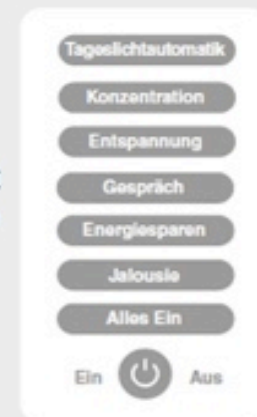 Tageslichtautomatik
Konzentration
Entspannung
Gespräch
Energiesparen
Jalousie
Alles Ein
Ein Aus